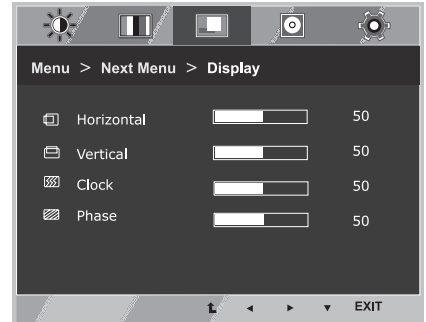 Menu > Next Menu > Display
Horizontal 50
Vertical 50
Clock 50
Phase 50
EXIT